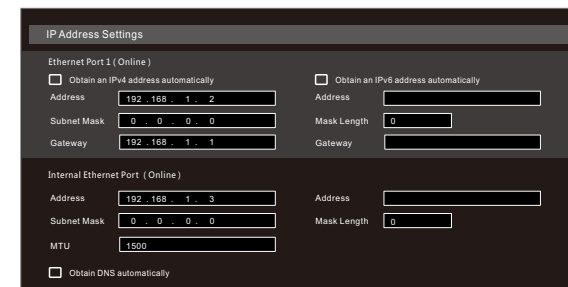 IP Address Settings
Ethernet Port 1 ( Online )
Obtain an IPv4 address automatically Obtain an IPv6 address automatically
Address 192 .168 . 1 . 2 Address
Subnet Mask 0 . 0 . 0 . 0 Mask Length 0
Gateway 192 .168 . 1 . 1 Gateway
Internal Ethernet Port ( Online )
Address 192 .168 . 1 . 3 Address
Subnet Mask 0 . 0 . 0 . 0 Mask Length 0
MTU 1500
Obtain DNS automatically